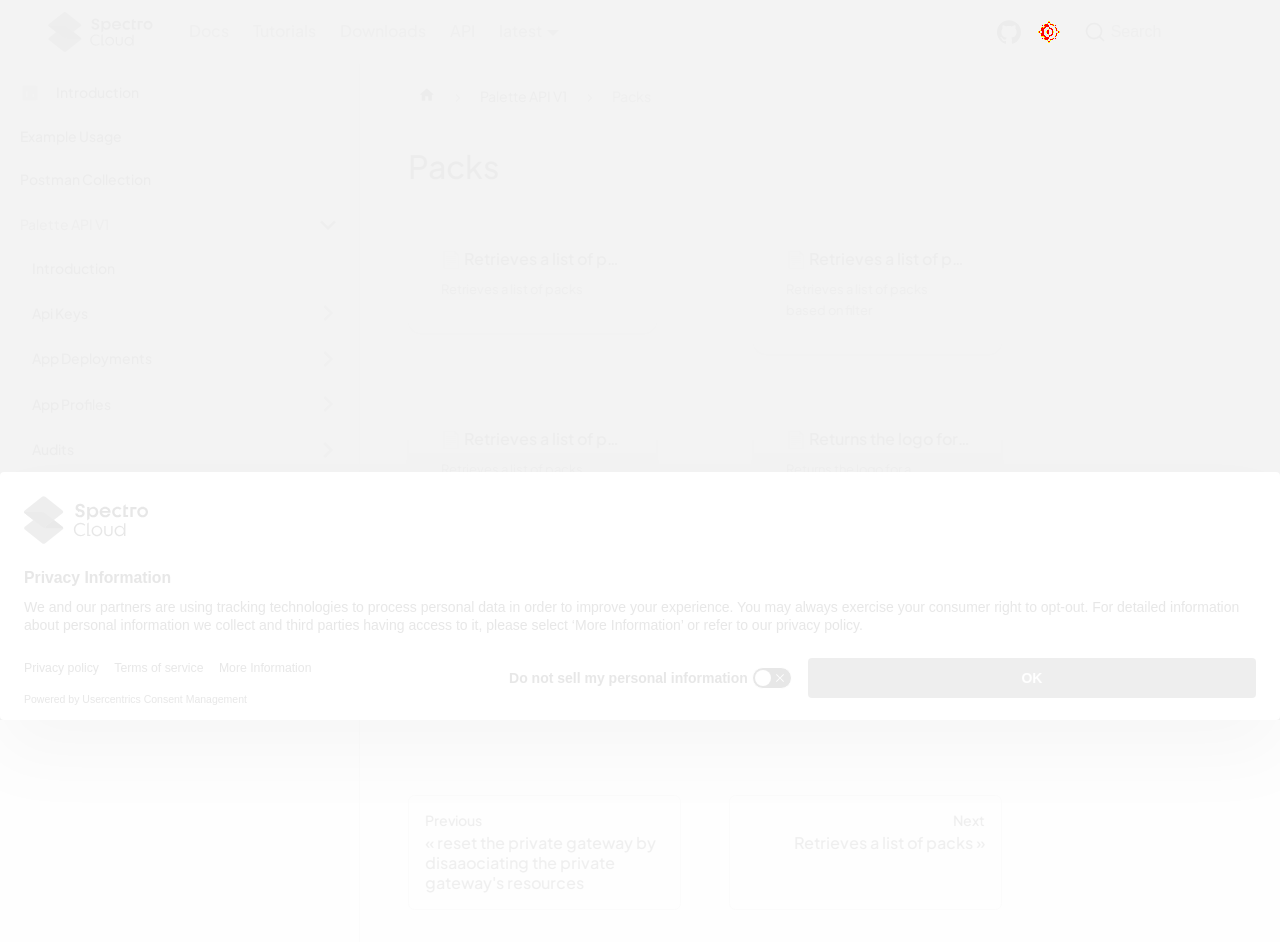 Spectro Cloud
Docs Tutorials Downloads API latest
Search
Introduction
Example Usage
Postman Collection
Palette API V1
Introduction
Api Keys
App Deployments
App Profiles
Audits
Palette API V1 Packs
Packs
Retrieves a list of p...
Retrieves a list of packs
Retrieves a list of p...
Retrieves a list of packs
Retrieves a list of p...
Returns the logo for...
Spectro
Cloud
Privacy Information
We and our partners are using tracking technologies to process personal data in order to improve your experience. You may always exercise your consumer right to opt-out. For detailed information
about personal information we collect and third parties having access to it, please select ‘More Information’ or refer to our privacy policy.
Privacy policy Terms of service More Information
Do not sell my personal information
OK
Powered by Usercentrics Consent Management
Previous
« reset the private gateway by
disaaociating the private
gateway's resources
Next
Retrieves a list of packs »